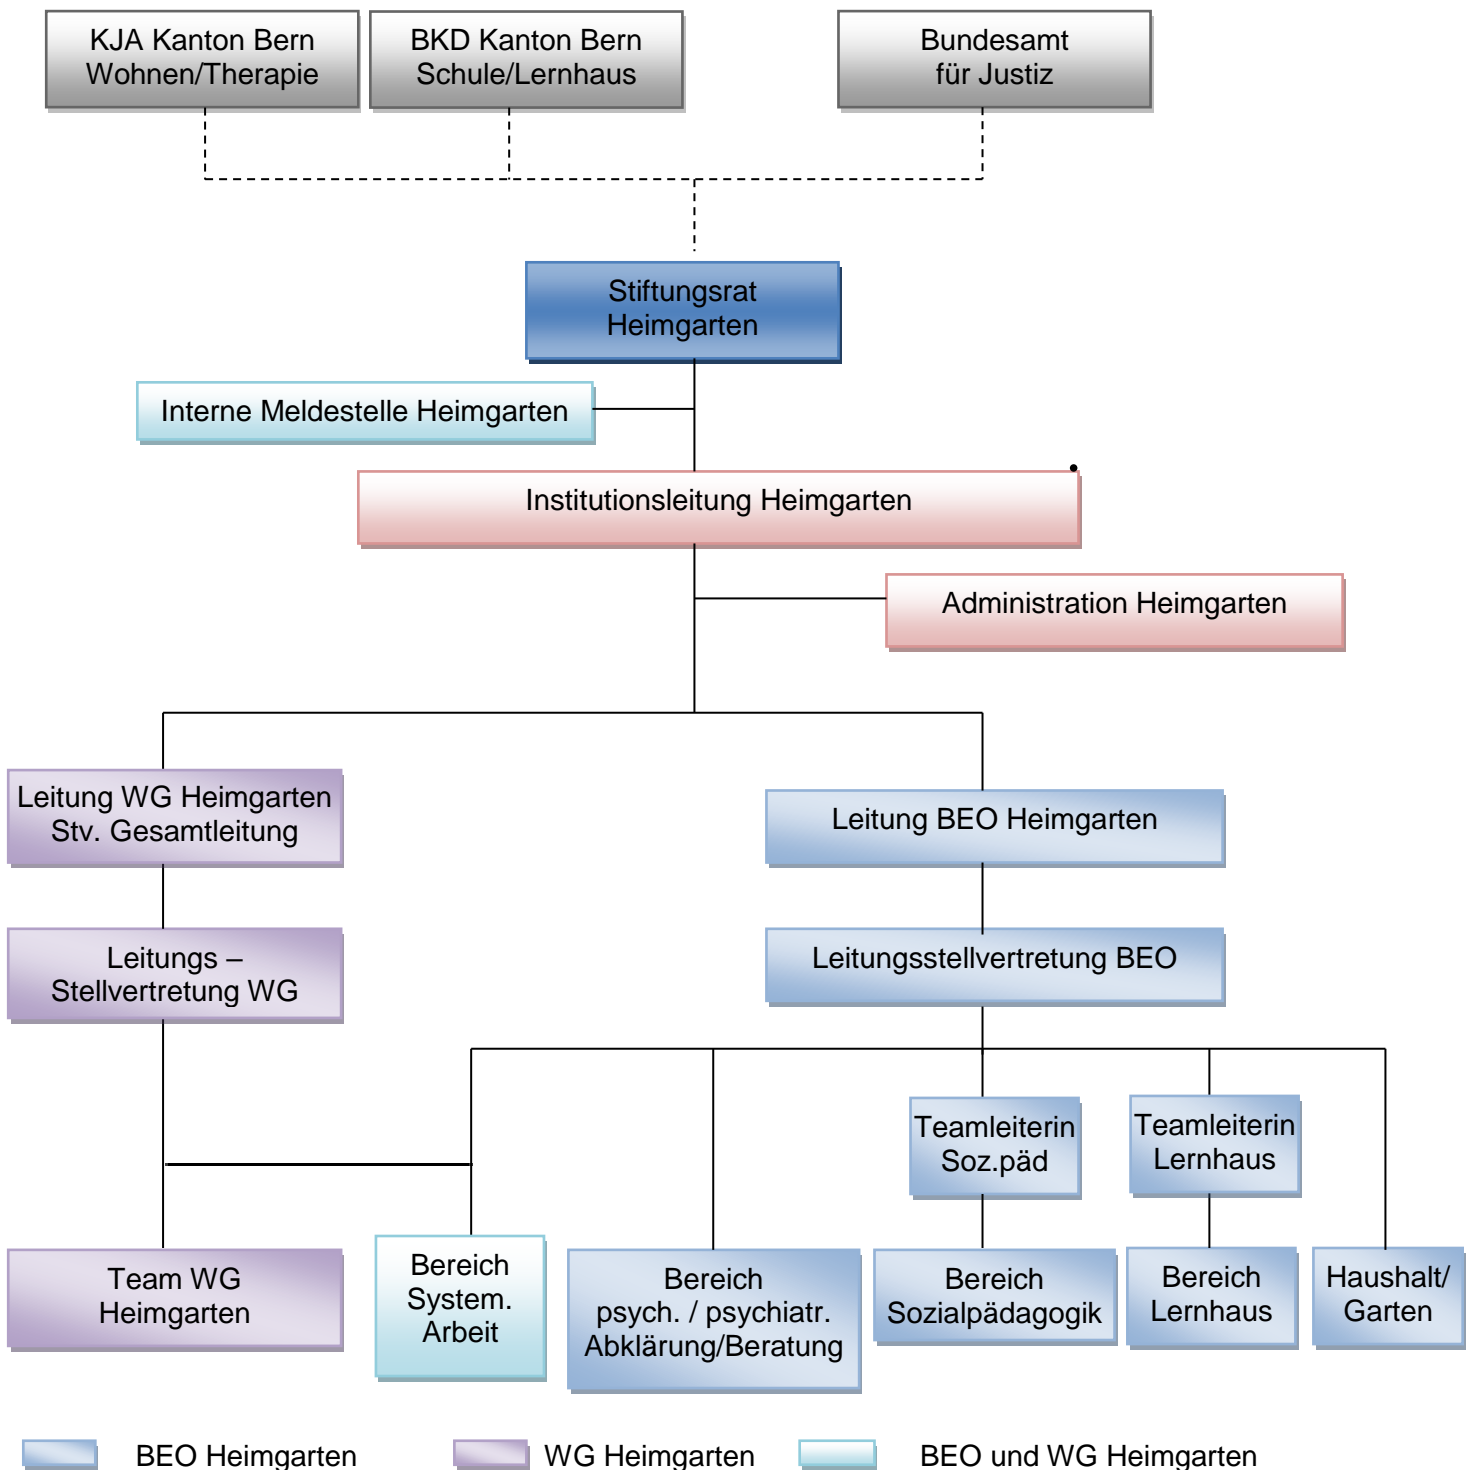 KJA Kanton Bern
Wohnen/Therapie
BKD Kanton Bern
Schule/Lernhaus
Bundesamt
für Justiz
Stiftungsrat
Heimgarten
Interne Meldestelle Heimgarten
Institutionsleitung Heimgarten
Administration Heimgarten
Leitung WG Heimgarten
Stv. Gesamtleitung
Leitung BEO Heimgarten
Leitungs –
Stellvertretung WG
Leitungsstellvertretung BEO
Teamleiterin
Soz.päd
Teamleiterin
Lernhaus
Team WG
Heimgarten
Bereich
System.
Arbeit
Bereich
psych. / psychiatr.
Abklärung/Beratung
Bereich
Sozialpädagogik
Bereich
Lernhaus
Haushalt/
Garten
BEO Heimgarten
WG Heimgarten
BEO und WG Heimgarten